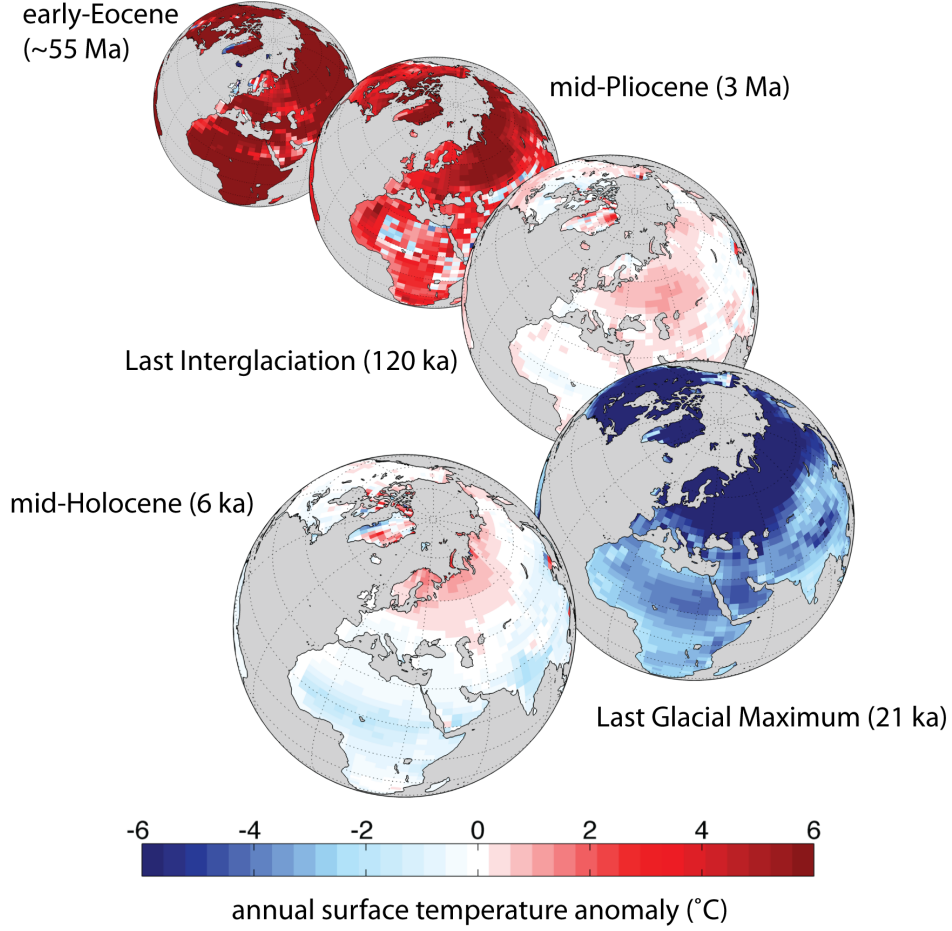 early-Eocene
(~55 Ma)
mid-Pliocene (3 Ma)
Last Interglaciation (120 ka)
mid-Holocene (6 ka)
Last Glacial Maximum (21 ka)
-6 -4 -2 0 2 4 6
annual surface temperature anomaly (˚C)